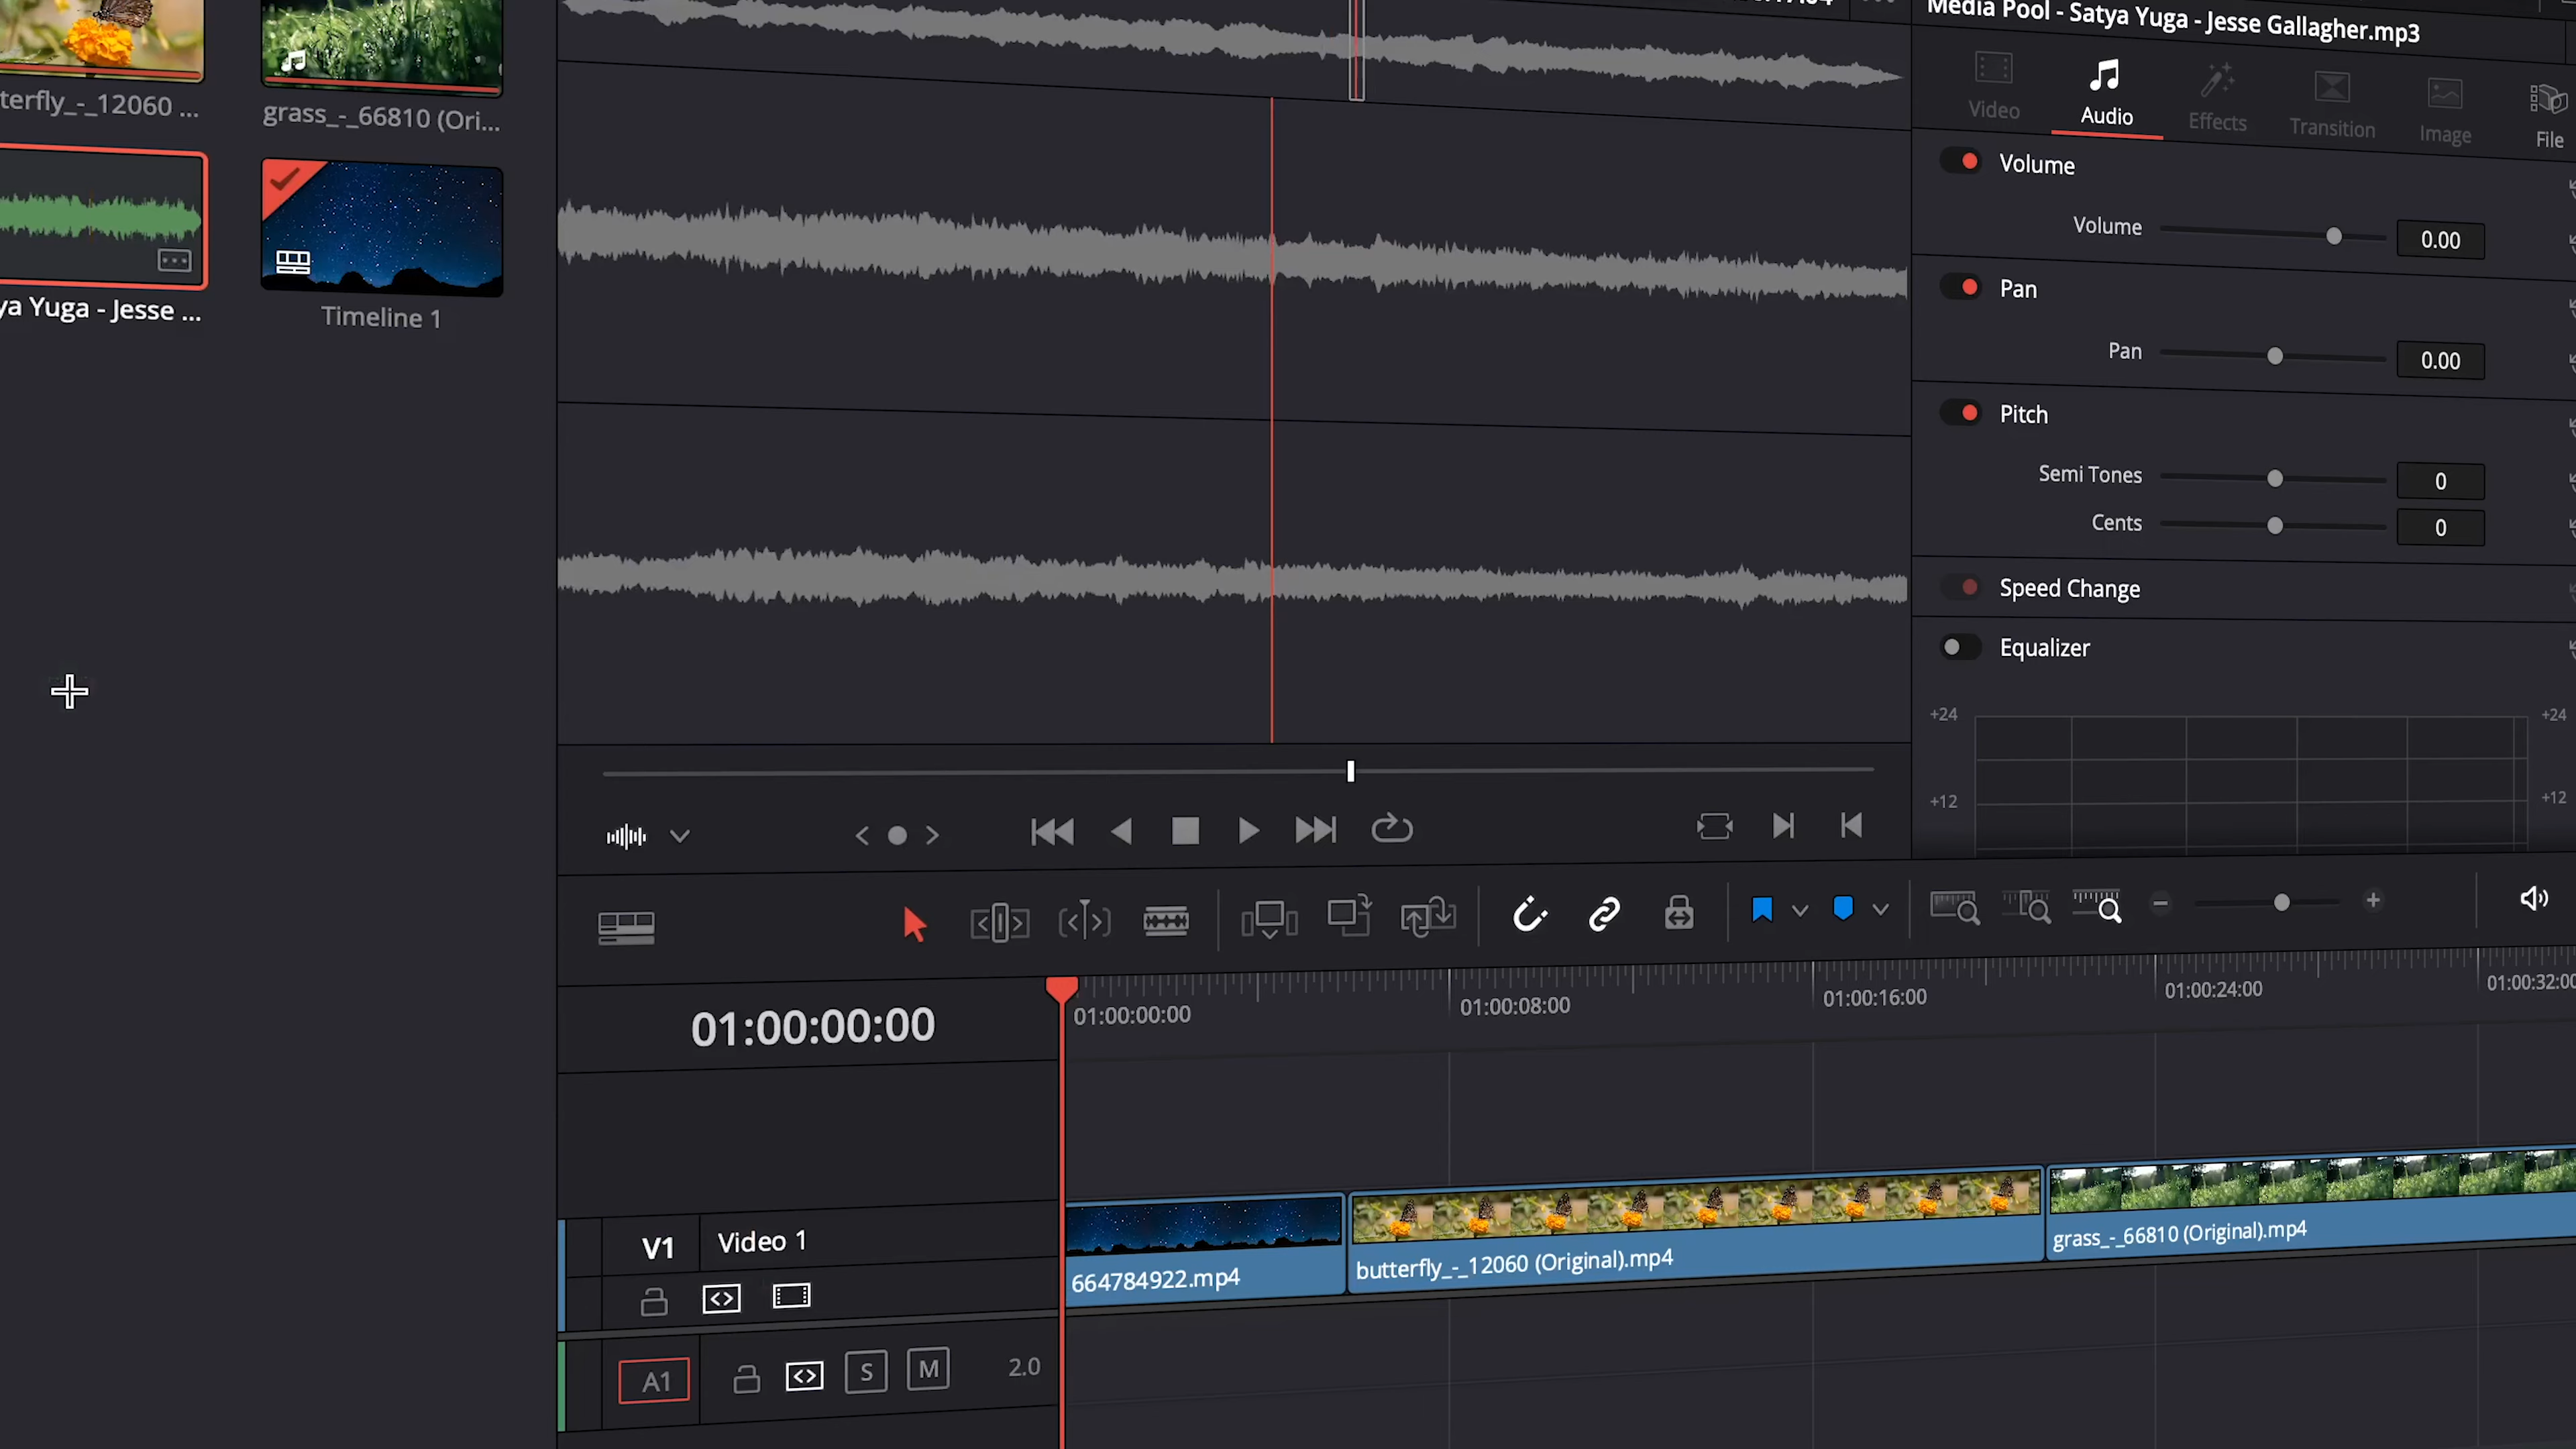 Media Pool - Satya Yuga - Jesse Gallagher.mp3
Video
Audio
Effects
Transition
Image
File
terfly_-_12060 ...
grass_-_66810 (Ori...
ya Yuga - Jesse ...
Timeline 1
Volume
Volume
0.00
Pan
Pan
0.00
Pitch
Semi Tones
0
Cents
0
Speed Change
Equalizer
+24
+24
+12
+12
01:00:00:00
01:00:00:00
01:00:08:00
01:00:16:00
01:00:24:00
01:00:32:00
V1
Video 1
664784922.mp4
butterfly_-_12060 (Original).mp4
grass_-_66810 (Original).mp4
A1
S
M
2.0